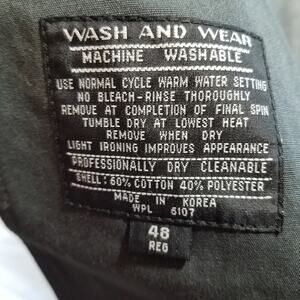 WASH AND WEAR
MACHINE WASHABLE
USE NORMAL CYCLE WARM WATER SETTING
NO BLEACH-RINSE THOROUGHLY
REMOVE AT COMPLETION OF FINAL SPIN
TUMBLE DRY AT LOWEST HEAT
REMOVE WHEN DRY
LIGHT IRONING IMPROVES APPEARANCE
PROFESSIONALLY DRY CLEANABLE
SHELL: 60% COTTON 40% POLYESTER
MADE IN KOREA
WPL 6107
48
REG